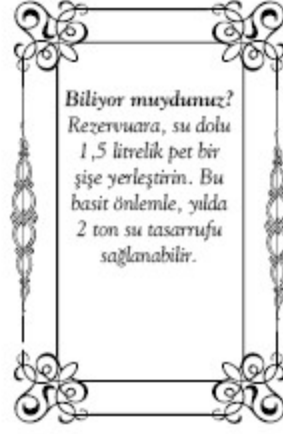 Biliyor muydunuz?
Rezervuara, su dolu
1,5 litrelik pet bir
şişe yerleştirin. Bu
basit önlemle, yılda
2 ton su tasarrufu
sağlanabilir.